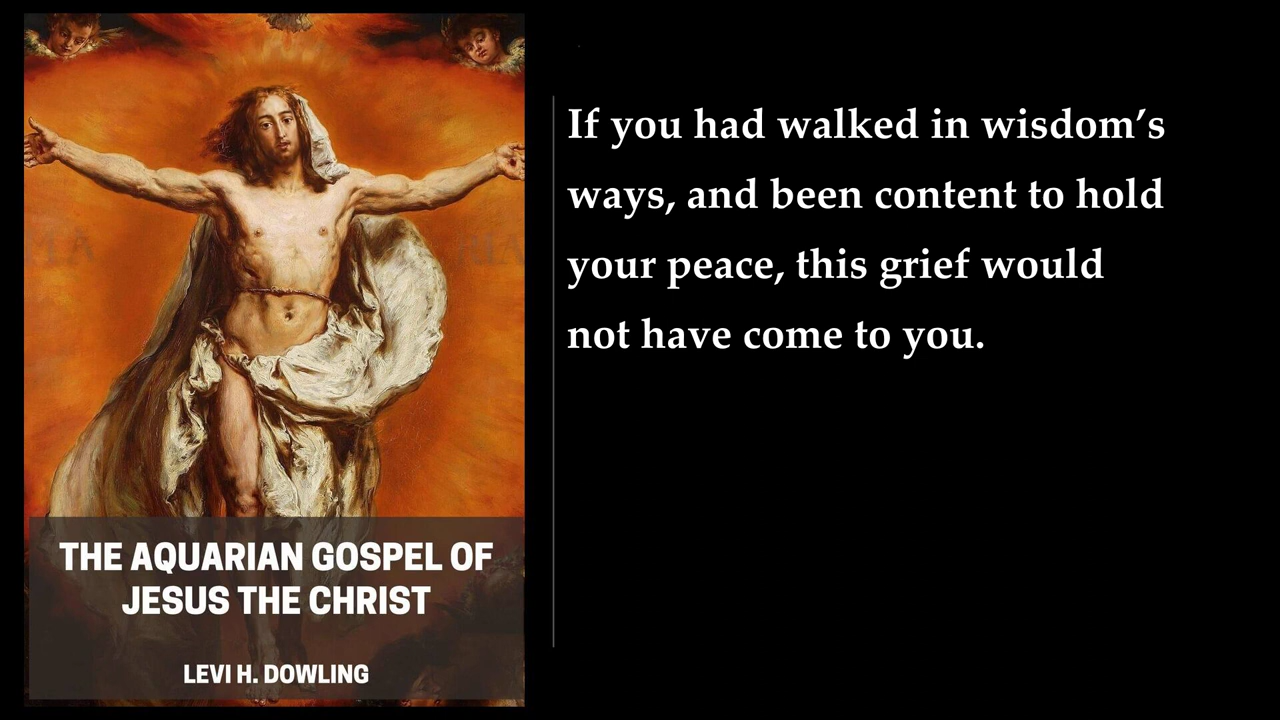 If you had walked in wisdom’s
ways, and been content to hold
your peace, this grief would
not have come to you.
THE AQUARIAN GOSPEL OF
JESUS THE CHRIST
LEVI H. DOWLING